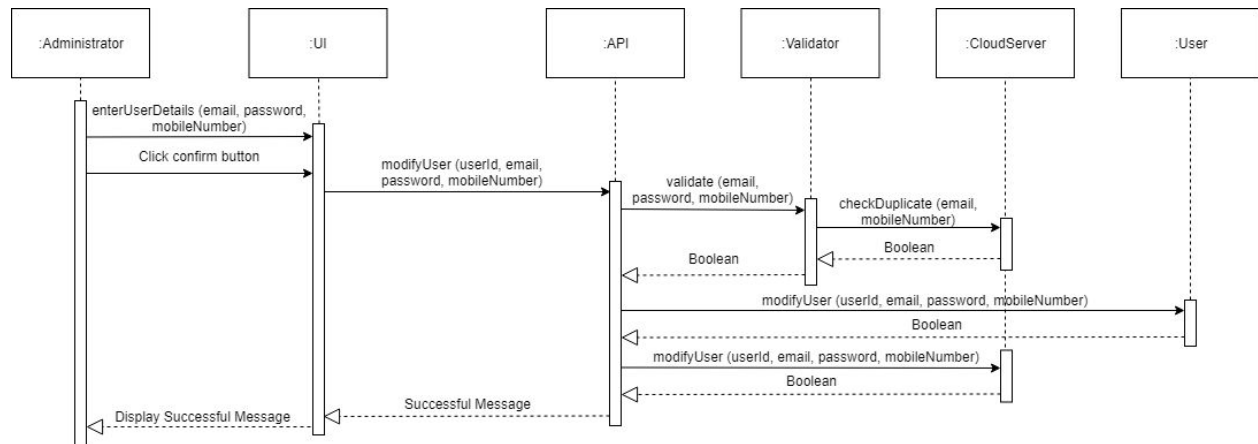 :Administrator
:UI
:API
:Validator
:CloudServer
:User
enterUserDetails (email, password,
mobileNumber)
Click confirm button
modifyUser (userId, email,
password, mobileNumber)
validate (email,
password, mobileNumber)
checkDuplicate (email,
mobileNumber)
Boolean
Boolean
modifyUser (userId, email, password, mobileNumber)
Boolean
modifyUser (userId, email, password, mobileNumber)
Boolean
Successful Message
Display Successful Message